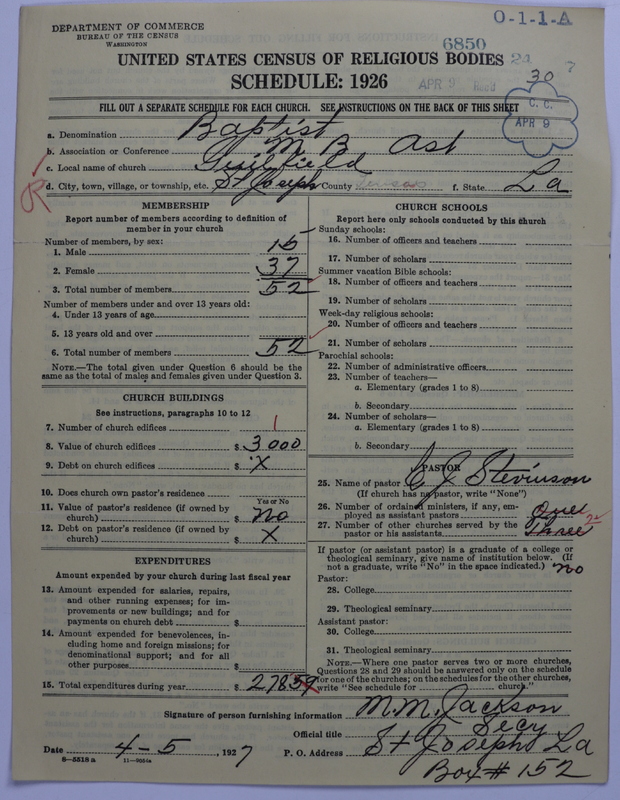 DEPARTMENT OF COMMERCE
BUREAU OF THE CENSUS
WASHINGTON
O-1-1-A
6850
UNITED STATES CENSUS OF RELIGIOUS BODIES
SCHEDULE: 1926
APR 9
30
FILL OUT A SEPARATE SCHEDULE FOR EACH CHURCH. SEE INSTRUCTIONS ON THE BACK OF THIS SHEET
C. C.
APR 9
a. Denomination Baptist
b. Association or Conference M B Ast
c. Local name of church
d. City, town, village, or township, etc. St Joseph County Tensas f. State La
R
MEMBERSHIP
Report number of members according to definition of member in your church
Number of members, by sex:
1. Male 15
2. Female 37
3. Total number of members 52
Number of members under and over 13 years old:
4. Under 13 years of age
5. 13 years old and over
6. Total number of members 52
NOTE.—The total given under Question 6 should be same as the total of males and females given under Question 3.
CHURCH BUILDINGS
See instructions, paragraphs 10 to 12
7. Number of church edifices 1
8. Value of church edifices $ 3000
9. Debt on church edifices $ X
10. Does church own pastor's residence
Yes or No
11. Value of pastor's residence (if owned by church) $ No
12. Debt on pastor's residence (if owned by church) $ X
EXPENDITURES
Amount expended by your church during last fiscal year
13. Amount expended for salaries, repairs, and other running expenses; for improvements or new buildings; and for payments on church debt $
14. Amount expended for benevolences, including home and foreign missions; for denominational support; and for all other purposes $
15. Total expenditures during year $ 27859
CHURCH SCHOOLS
Report here only schools conducted by this church
Sunday schools:
16. Number of officers and teachers
17. Number of scholars
Summer vacation Bible schools:
18. Number of officers and teachers
19. Number of scholars
Week-day religious schools:
20. Number of officers and teachers
21. Number of scholars
Parochial schools:
22. Number of administrative officers
23. Number of teachers—
a. Elementary (grades 1 to 8)
b. Secondary
24. Number of scholars—
a. Elementary (grades 1 to 8)
b. Secondary
PASTOR
25. Name of pastor C J Stevinson
(If church has no pastor, write "None")
26. Number of ordained ministers, if any, employed as assistant pastors One
27. Number of other churches served by the pastor or his assistants Three
If pastor (or assistant pastor) is a graduate of a college or theological seminary, give name of institution below. (If not a graduate, write "No" in the space indicated.) no
Pastor:
28. College
29. Theological seminary
Assistant pastor:
30. College
31. Theological seminary
NOTE.—Where one pastor serves two or more churches, Questions 28 and 29 should be answered only on the schedule for one of the churches; on the schedules for the other churches, write "See schedule for church."
Signature of person furnishing information M. M. Jackson
Official title Secy
Date 4-5, 1927 P. O. Address St Joseph La
8-5518a 11-9054a
Box # 152